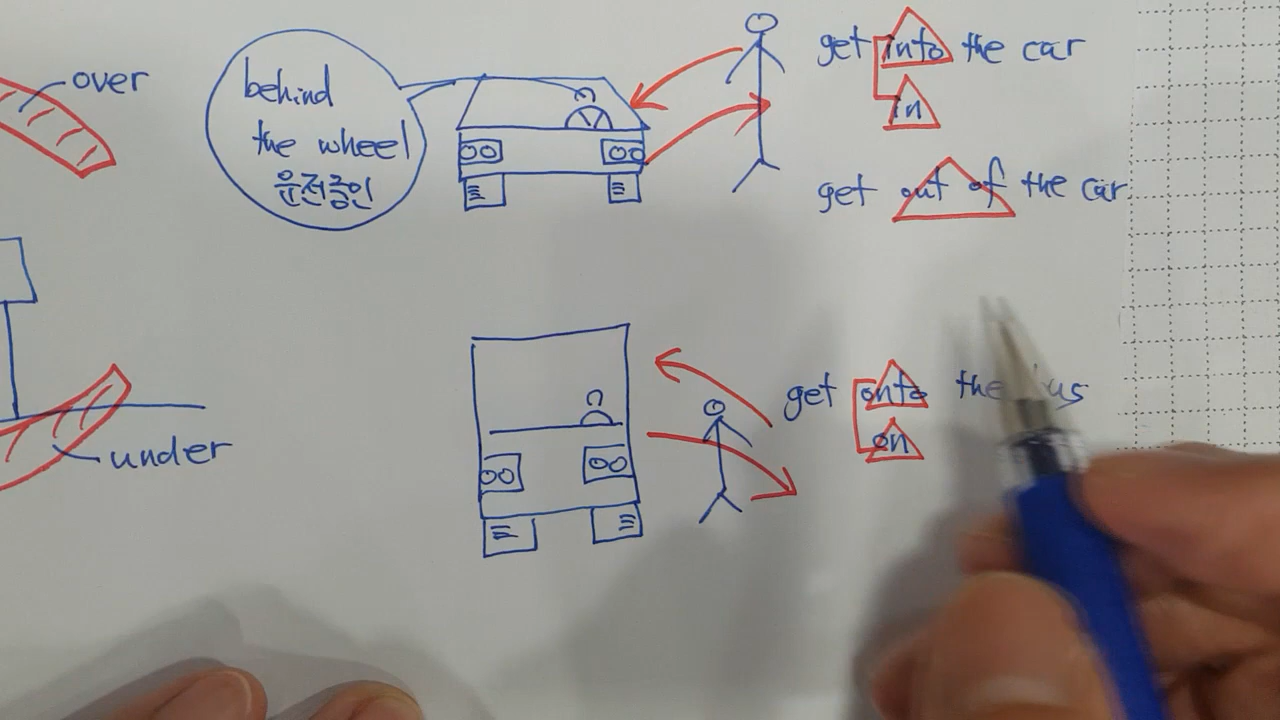 over
behind
the wheel
운전중인
get into the car
in
get out of the car
under
get onto the bus
on